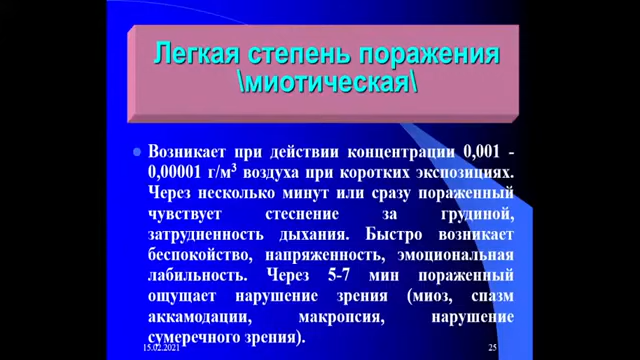 Легкая степень поражения
\миотическая\
Возникает при действии концентрации 0,001 -
0,00001 г/м³ воздуха при коротких экспозициях.
Через несколько минут или сразу пораженный
чувствует стеснение за грудиной,
затрудненность дыхания. Быстро возникает
беспокойство, напряженность, эмоциональная
лабильность. Через 5-7 мин пораженный
ощущает нарушение зрения (миоз, спазм
аккамодации, макропсия, нарушение
сумеречного зрения).
15.02.2021
25